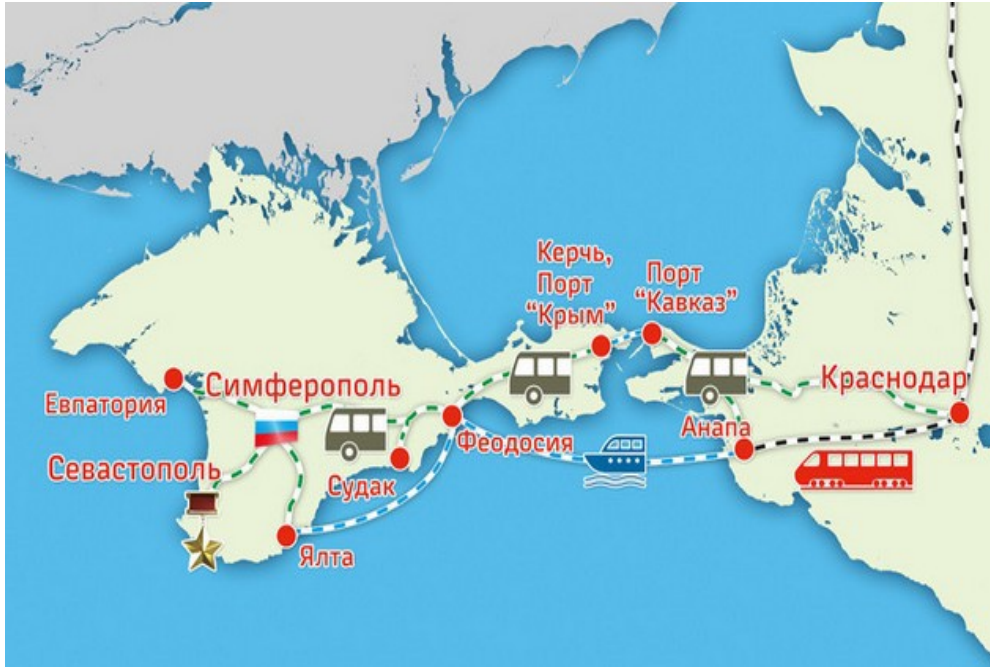 Керчь,
Порт
“Крым”
Порт
“Кавказ”
Евпатория
Симферополь
Краснодар
Севастополь
Судак
Феодосия
Анапа
Ялта